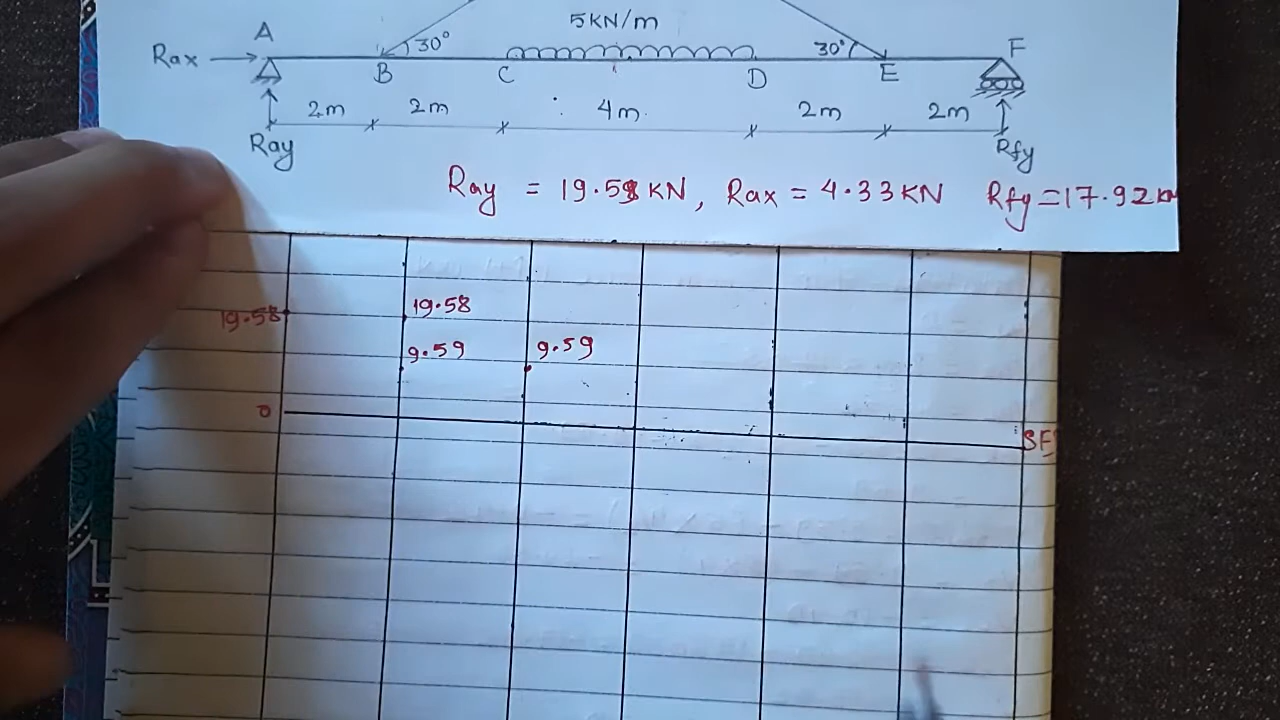 5KN/m
A
Rax
30°
30°
F
B
C
D
E
2m
2m
4m
2m
2m
Ray
Rfy
Ray = 19.58 KN, Rax = 4.33 KN Rfy = 17.92 KN
19.58
19.58
9.59
9.59
0
SF